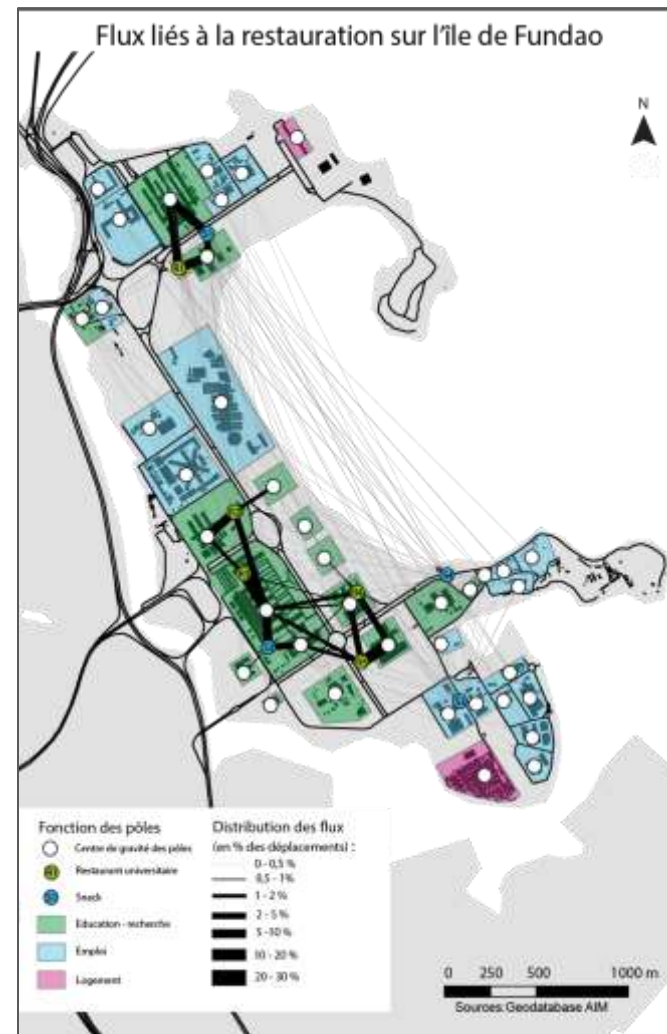 Flux liés à la restauration sur l'île de Fundao
N
Fonction des pôles
Centre de gravité des pôles
Restaurant universitaire
Snack
Education - recherche
Emploi
Logement
Distribution des flux
(en % des déplacements) :
0 - 0,5 %
0,5 - 1%
1 - 2 %
2 - 5 %
5 -10 %
10 - 20 %
20 - 30 %
0 250 500 1000 m
Sources:Geodatabase AIM